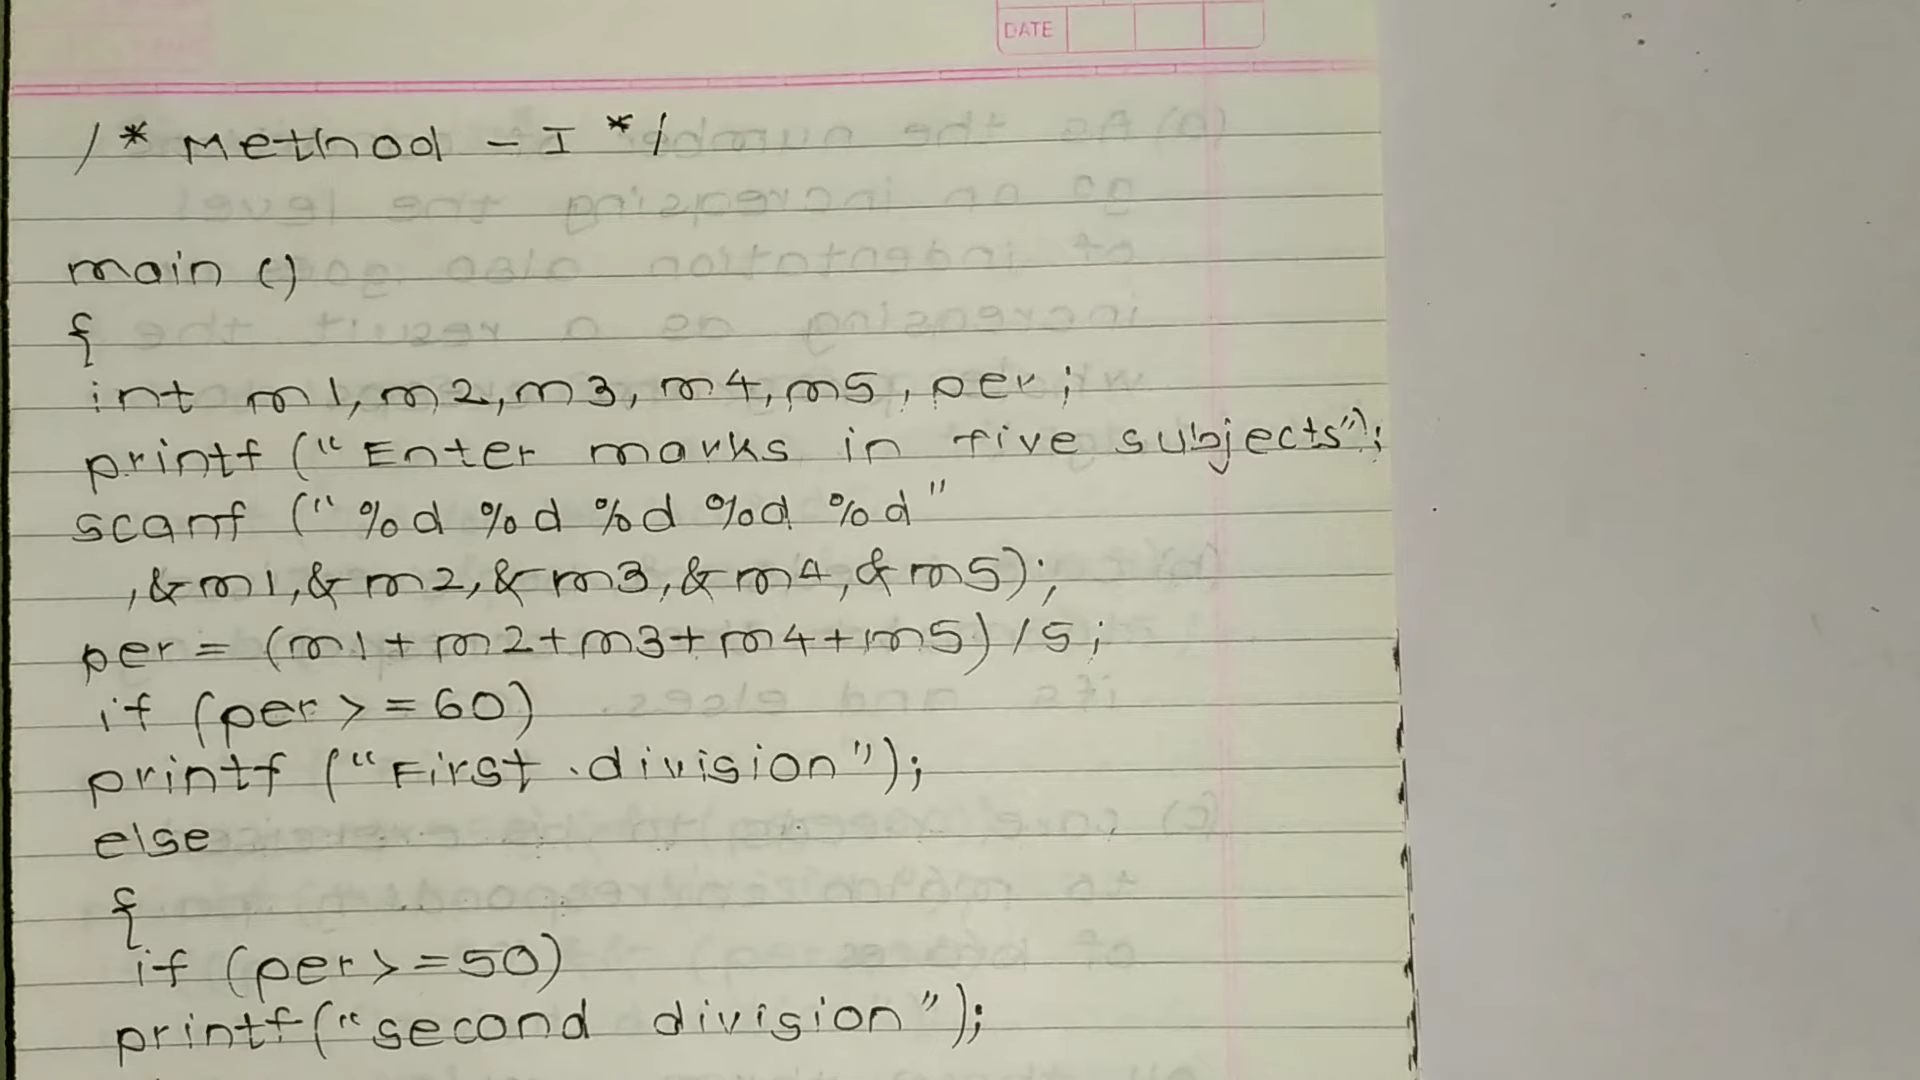 DATE
/* Method - I */
main ()
{
int m1, m2, m3, m4, m5, per;
printf ("Enter marks in five subjects");
scanf ("%d %d %d %d %d"
,&m1,&m2,&m3,&m4,&m5);
per = (m1+m2+m3+m4+m5)/5;
if (per>=60)
printf ("First division");
else
{
if (per>=50)
printf("second division");